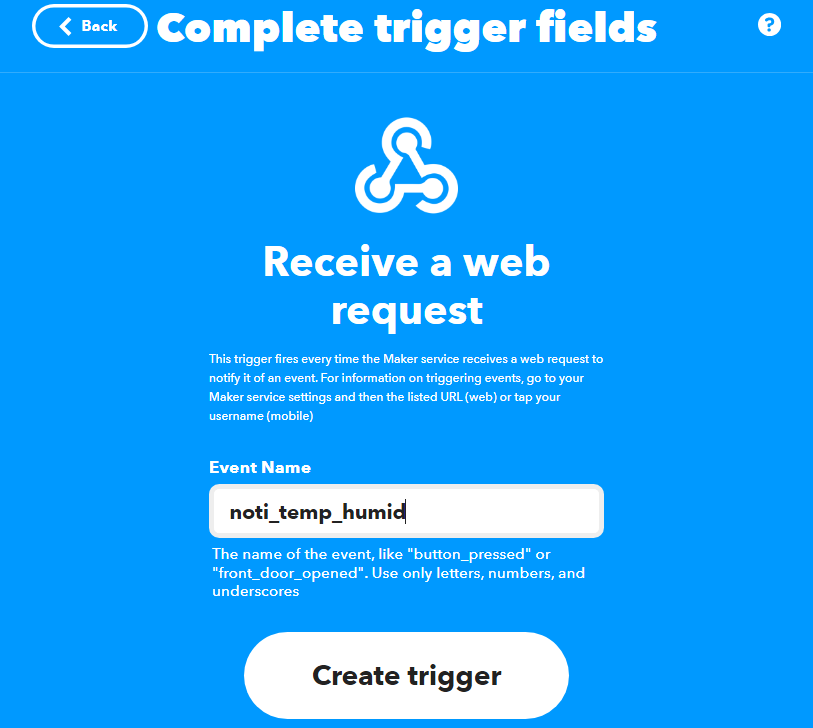 Back
Complete trigger fields
?
Receive a web
request
This trigger fires every time the Maker service receives a web request to
notify it of an event. For information on triggering events, go to your
Maker service settings and then the listed URL (web) or tap your
username (mobile)
Event Name
noti_temp_humid
The name of the event, like "button_pressed" or
"front_door_opened". Use only letters, numbers, and
underscores
Create trigger